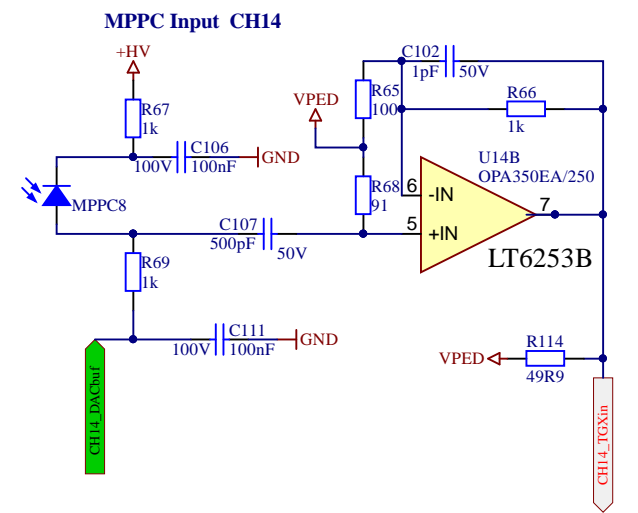 MPPC Input  CH14
+HV
C102
1pF
50V
R67
1k
VPED
R65
100
R66
1k
C106
100V
100nF
GND
U14B
OPA350EA/250
MPPC8
R68
91
6
-IN
7
5
+IN
C107
500pF
50V
LT6253B
R69
1k
C111
100V
100nF
GND
VPED
R114
49R9
CH14_DACbuf
CH14_TGXin